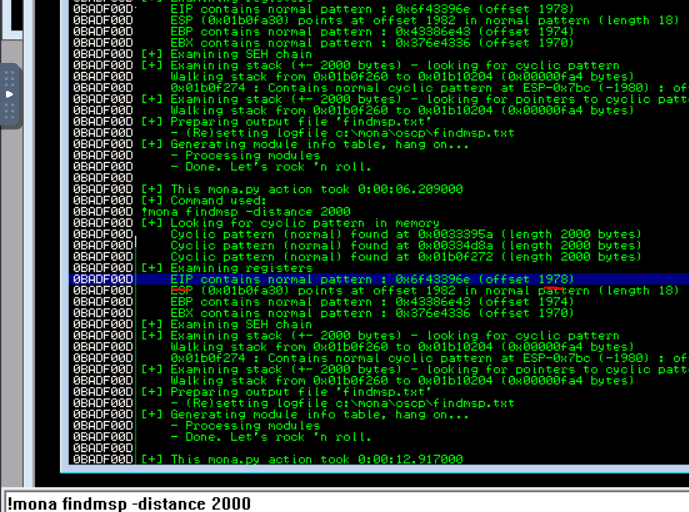 0BADF00D [+] Examining registers
0BADF00D EIP contains normal pattern : 0x6f43396e (offset 1978)
0BADF00D ESP (0x01b0fa30) points at offset 1982 in normal pattern (length 18)
0BADF00D EBP contains normal pattern : 0x43386e43 (offset 1974)
0BADF00D EBX contains normal pattern : 0x376e4336 (offset 1970)
0BADF00D [+] Examining SEH chain
0BADF00D [+] Examining stack (+- 2000 bytes) - looking for cyclic pattern
0BADF00D Walking stack from 0x01b0f260 to 0x01b10204 (0x00000fa4 bytes)
0BADF00D 0x01b0f274 : Contains normal cyclic pattern at ESP-0x7bc (-1980) : of
0BADF00D [+] Examining stack (+- 2000 bytes) - looking for pointers to cyclic patt
0BADF00D Walking stack from 0x01b0f260 to 0x01b10204 (0x00000fa4 bytes)
0BADF00D [+] Preparing output file 'findmsp.txt'
0BADF00D - (Re)setting logfile c:\mona\oscp\findmsp.txt
0BADF00D [+] Generating module info table, hang on...
0BADF00D - Processing modules
0BADF00D - Done. Let's rock 'n roll.
0BADF00D
0BADF00D [+] This mona.py action took 0:00:06.209000
0BADF00D [+] Command used:
0BADF00D !mona findmsp -distance 2000
0BADF00D [+] Looking for cyclic pattern in memory
0BADF00D Cyclic pattern (normal) found at 0x0033395a (length 2000 bytes)
0BADF00D Cyclic pattern (normal) found at 0x00334d8a (length 2000 bytes)
0BADF00D Cyclic pattern (normal) found at 0x01b0f272 (length 2000 bytes)
0BADF00D [+] Examining registers
0BADF00D EIP contains normal pattern : 0x6f43396e (offset 1978)
0BADF00D ESP (0x01b0fa30) points at offset 1982 in normal pattern (length 18)
0BADF00D EBP contains normal pattern : 0x43386e43 (offset 1974)
0BADF00D EBX contains normal pattern : 0x376e4336 (offset 1970)
0BADF00D [+] Examining SEH chain
0BADF00D [+] Examining stack (+- 2000 bytes) - looking for cyclic pattern
0BADF00D Walking stack from 0x01b0f260 to 0x01b10204 (0x00000fa4 bytes)
0BADF00D 0x01b0f274 : Contains normal cyclic pattern at ESP-0x7bc (-1980) : of
0BADF00D [+] Examining stack (+- 2000 bytes) - looking for pointers to cyclic patt
0BADF00D Walking stack from 0x01b0f260 to 0x01b10204 (0x00000fa4 bytes)
0BADF00D [+] Preparing output file 'findmsp.txt'
0BADF00D - (Re)setting logfile c:\mona\oscp\findmsp.txt
0BADF00D [+] Generating module info table, hang on...
0BADF00D - Processing modules
0BADF00D - Done. Let's rock 'n roll.
0BADF00D
0BADF00D [+] This mona.py action took 0:00:12.917000
!mona findmsp -distance 2000